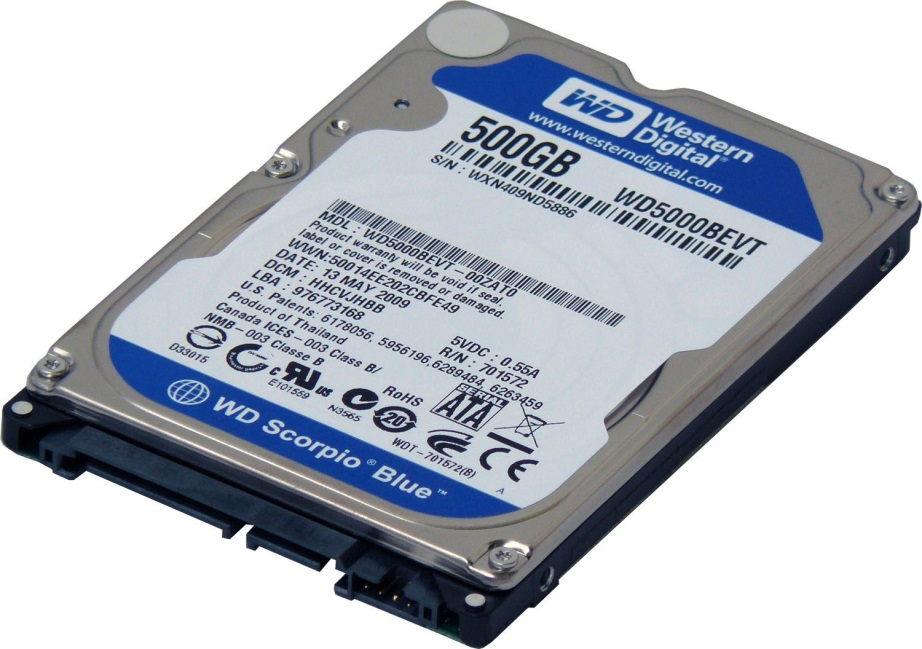 WD Western Digital®
www.westerndigital.com
500GB WD5000BEVT
S/N : WXN409ND5886
MDL : WD5000BEVT-00ZAT0
Product warranty will be void if seal,
label or cover is removed or damaged.
WWN:50014EE202CBFE49
DATE: 13 MAY 2009
DCM : HHCVJHBB
LBA : 976773168
5VDC : 0.55A
R/N : 701572
U.S. Patents: 6178056, 5956196,6289484, 6263459
Product of Thailand
Canada ICES-003 Class B/
NMB-003 Classe B
D33015
c RU us
E101559
N3565
RoHS
20
SERIAL ATA
WDT-701572(B)
CE
A
WD Scorpio® Blue™